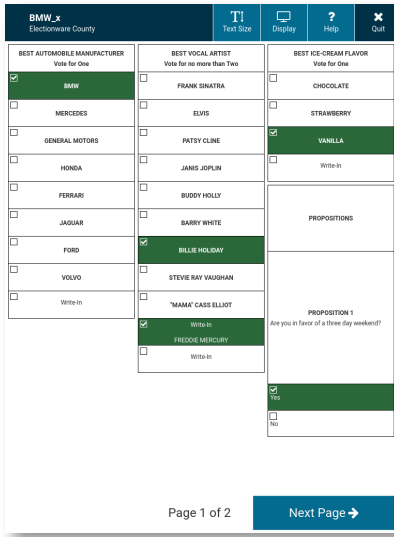 BMW_x
Electionware County
T!
Text Size
Display
?
Help
Quit
BEST AUTOMOBILE MANUFACTURER
Vote for One
BMW
MERCEDES
GENERAL MOTORS
HONDA
FERRARI
JAGUAR
FORD
VOLVO
Write-In
BEST VOCAL ARTIST
Vote for no more than Two
FRANK SINATRA
ELVIS
PATSY CLINE
JANIS JOPLIN
BUDDY HOLLY
BARRY WHITE
BILLIE HOLIDAY
STEVIE RAY VAUGHAN
"MAMA" CASS ELLIOT
Write-In
FREDDIE MERCURY
Write-In
BEST ICE-CREAM FLAVOR
Vote for One
CHOCOLATE
STRAWBERRY
VANILLA
Write-In
PROPOSITIONS
PROPOSITION 1
Are you in favor of a three day weekend?
Yes
No
Page 1 of 2
Next Page